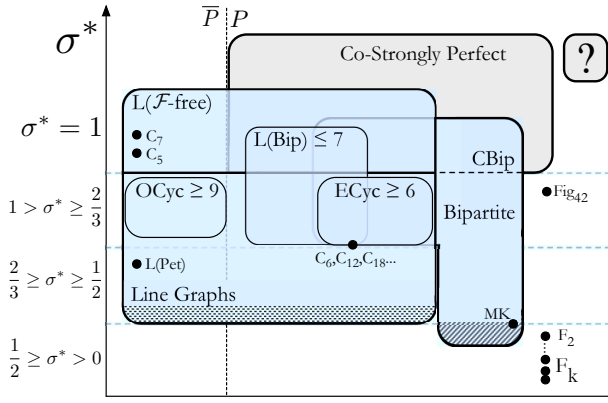 P̅ P
σ*
Co-Strongly Perfect
?
L(ℱ-free)
σ* = 1
C₇
C₅
L(Bip) ≤ 7
CBip
1 > σ* ≥ 2/3
OCyc ≥ 9
ECyc ≥ 6
Fig₄₂
Bipartite
2/3 ≥ σ* ≥ 1/2
L(Pet)
C₆,C₁₂,C₁₈...
Line Graphs
MK
1/2 ≥ σ* > 0
F₂
Fₖ